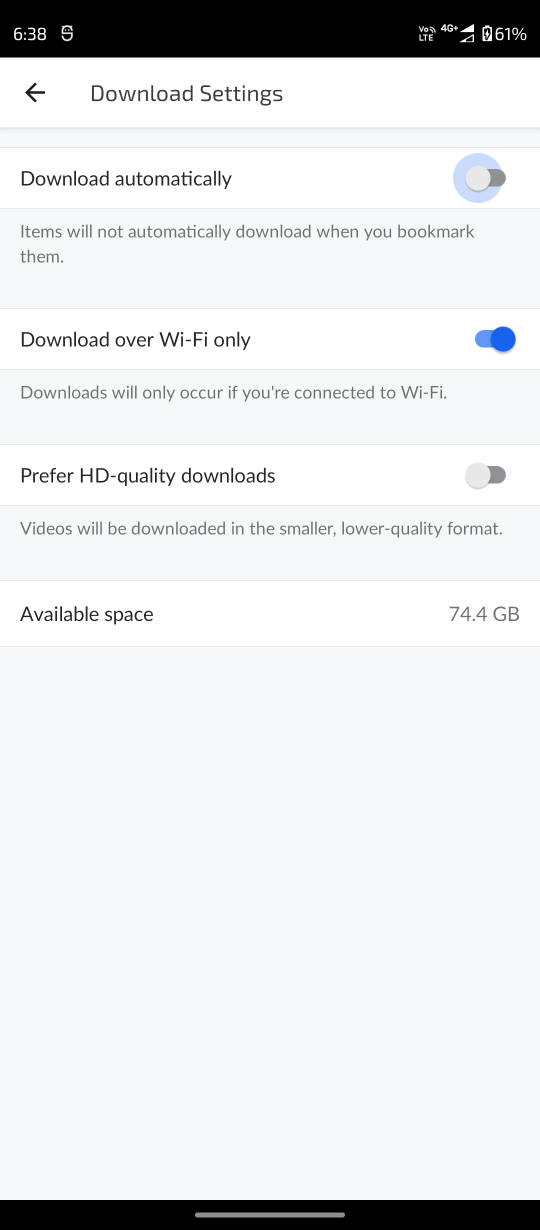 6:38 VoLTE 4G+ 61%
Download Settings
Download automatically
Items will not automatically download when you bookmark
them.
Download over Wi-Fi only
Downloads will only occur if you're connected to Wi-Fi.
Prefer HD-quality downloads
Videos will be downloaded in the smaller, lower-quality format.
Available space 74.4 GB